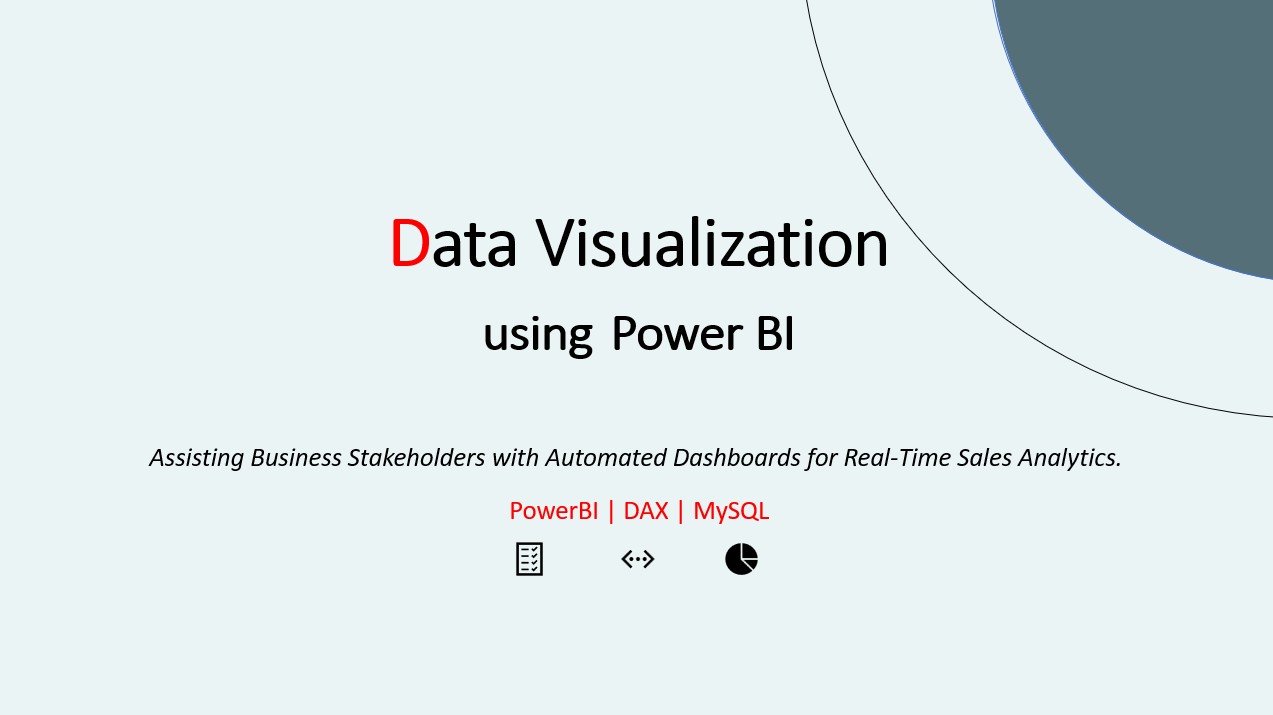 Data Visualization
using Power BI
Assisting Business Stakeholders with Automated Dashboards for Real-Time Sales Analytics.
PowerBI | DAX | MySQL